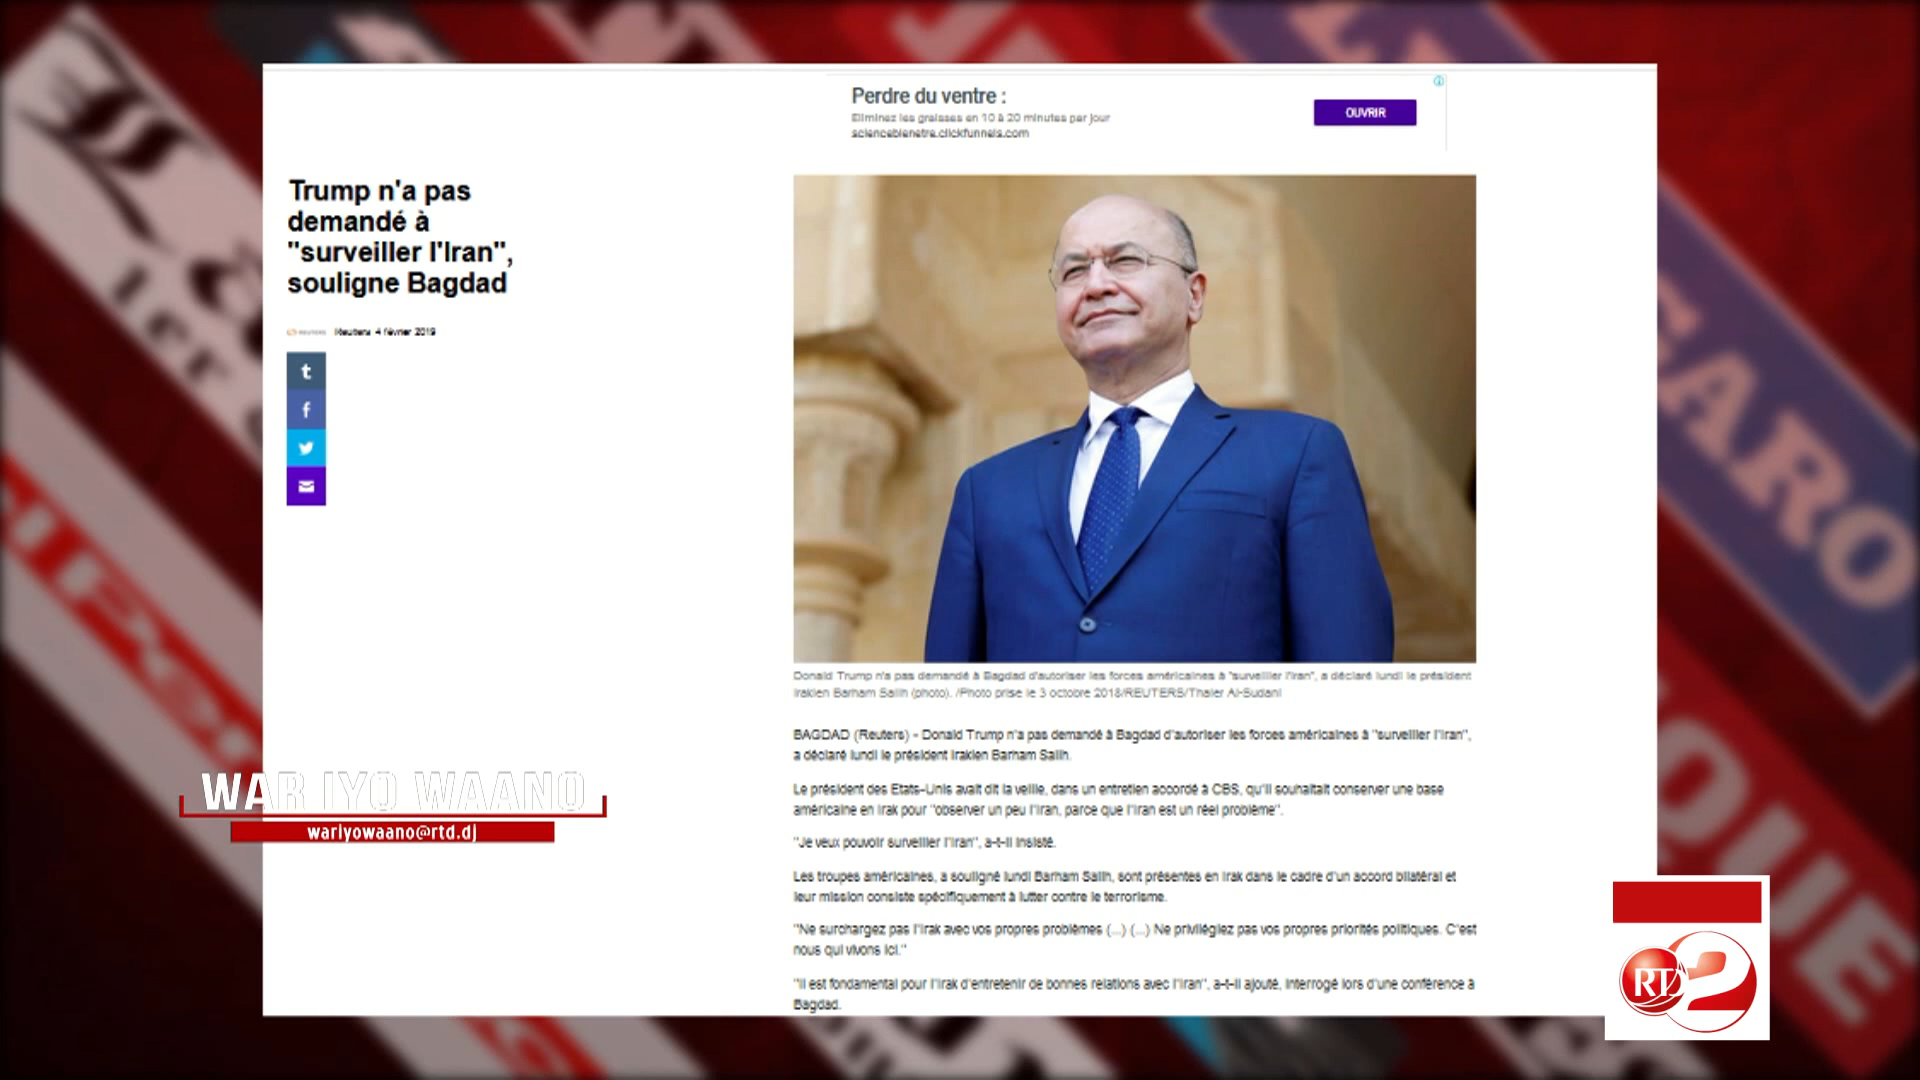 Perdre du ventre :
Eliminez les graisses en 10 à 20 minutes par jour
sciencebienetre.clickfunnels.com
OUVRIR
Trump n'a pas
demandé à
"surveiller l'Iran",
souligne Bagdad
REUTERS Reuters 4 février 2019
Donald Trump n'a pas demandé à Bagdad d'autoriser les forces américaines à "surveiller l'Iran", a déclaré lundi le président
irakien Barham Salih (photo). /Photo prise le 3 octobre 2018/REUTERS/Thaier Al-Sudani
BAGDAD (Reuters) - Donald Trump n'a pas demandé à Bagdad d'autoriser les forces américaines à "surveiller l'Iran",
a déclaré lundi le président irakien Barham Salih.
Le président des Etats-Unis avait dit la veille, dans un entretien accordé à CBS, qu'il souhaitait conserver une base
américaine en Irak pour "observer un peu l'Iran, parce que l'Iran est un réel problème".
"Je veux pouvoir surveiller l'Iran", a-t-il insisté.
Les troupes américaines, a souligné lundi Barham Salih, sont présentes en Irak dans le cadre d'un accord bilatéral et
leur mission consiste spécifiquement à lutter contre le terrorisme.
"Ne surchargez pas l'Irak avec vos propres problèmes (...) (...) Ne privilégiez pas vos propres priorités politiques. C'est
nous qui vivons ici."
"Il est fondamental pour l'Irak d'entretenir de bonnes relations avec l'Iran", a-t-il ajouté, interrogé lors d'une conférence à
Bagdad.
WAR IYO WAANO
wariyowaano@rtd.dj
RTD 2